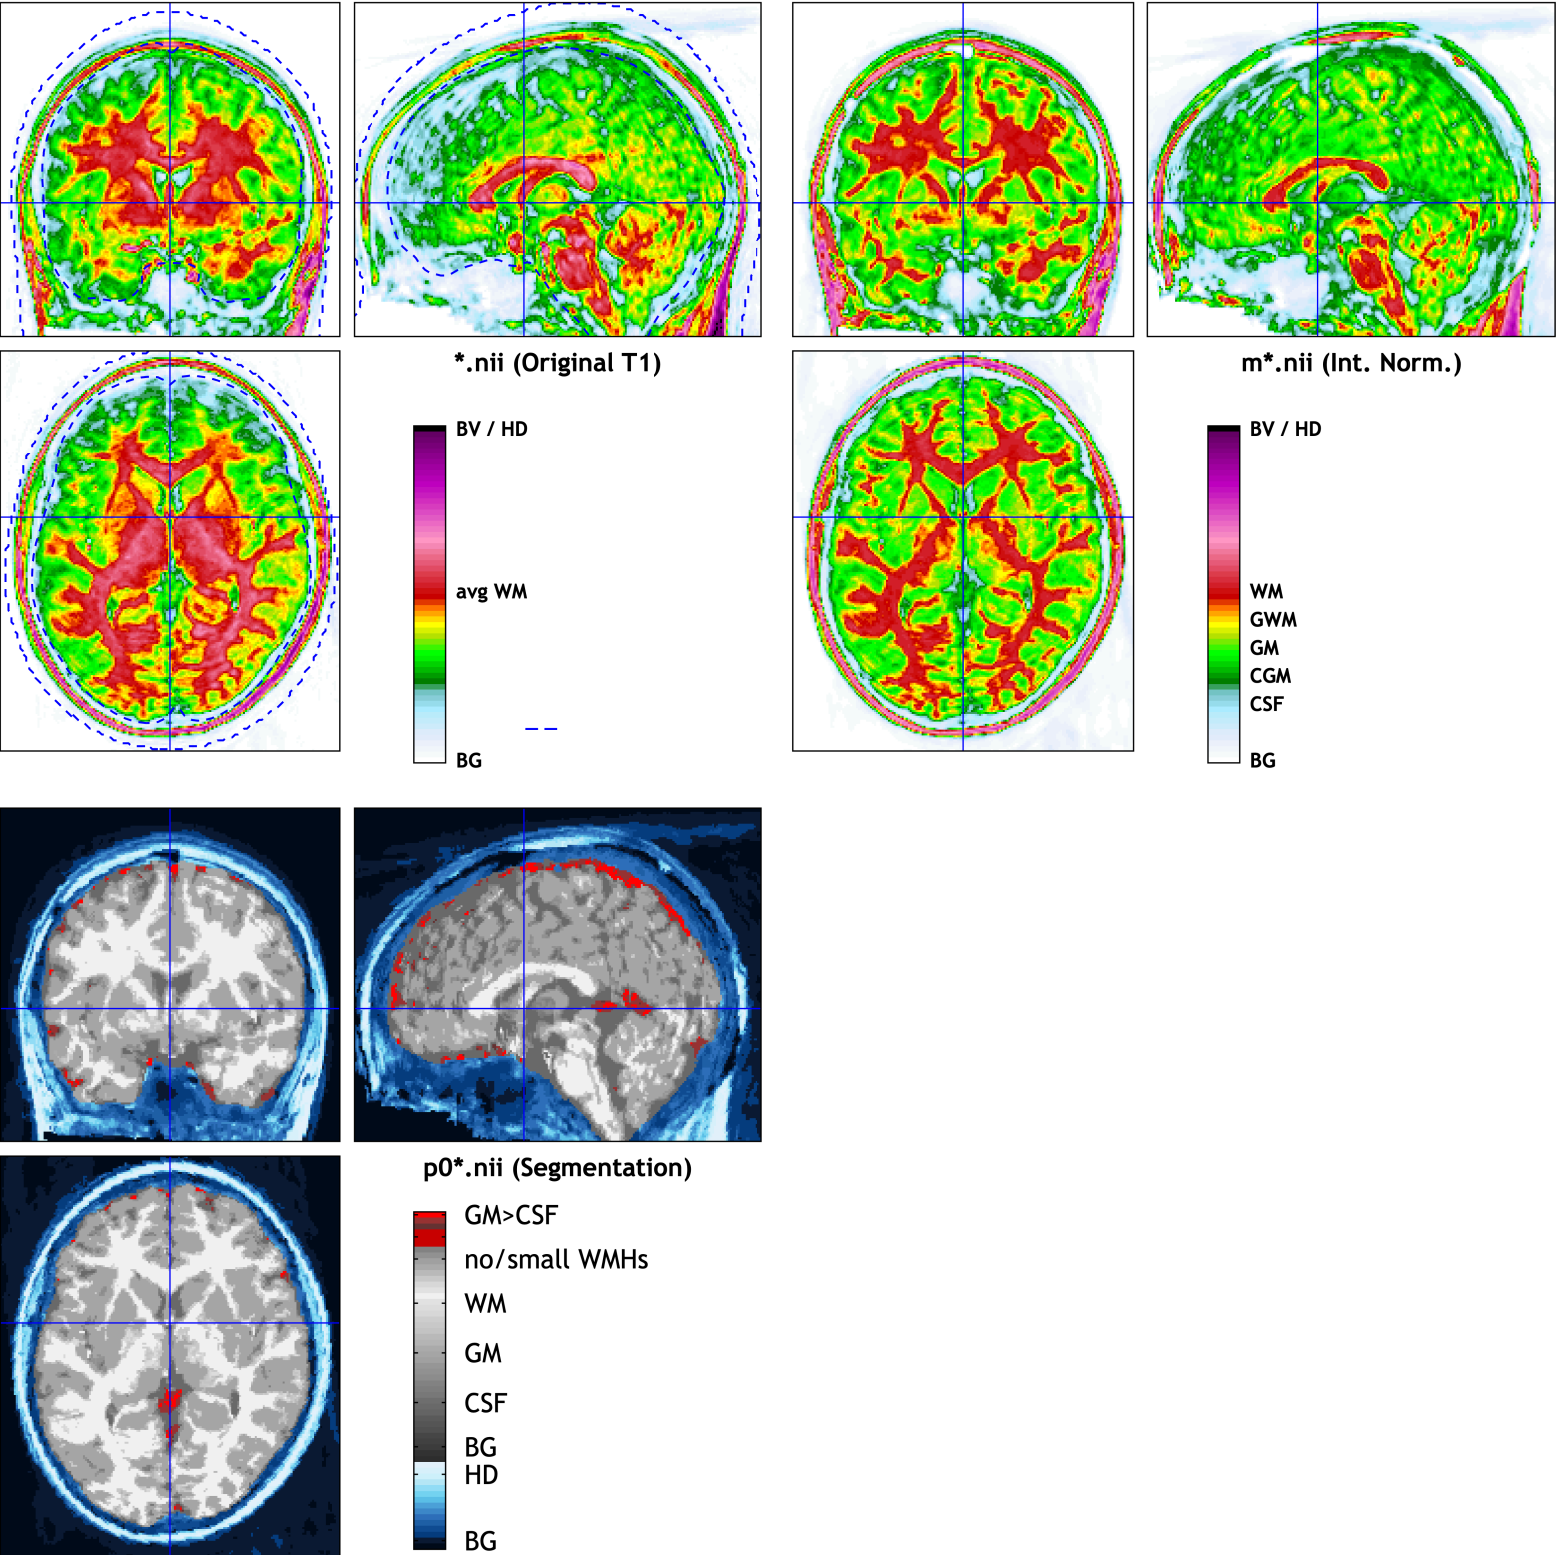 *.nii (Original T1)
BV / HD
avg WM
BG
m*.nii (Int. Norm.)
BV / HD
WM
GWM
GM
CGM
CSF
BG
p0*.nii (Segmentation)
GM>CSF
no/small WMHs
WM
GM
CSF
BG
HD
BG